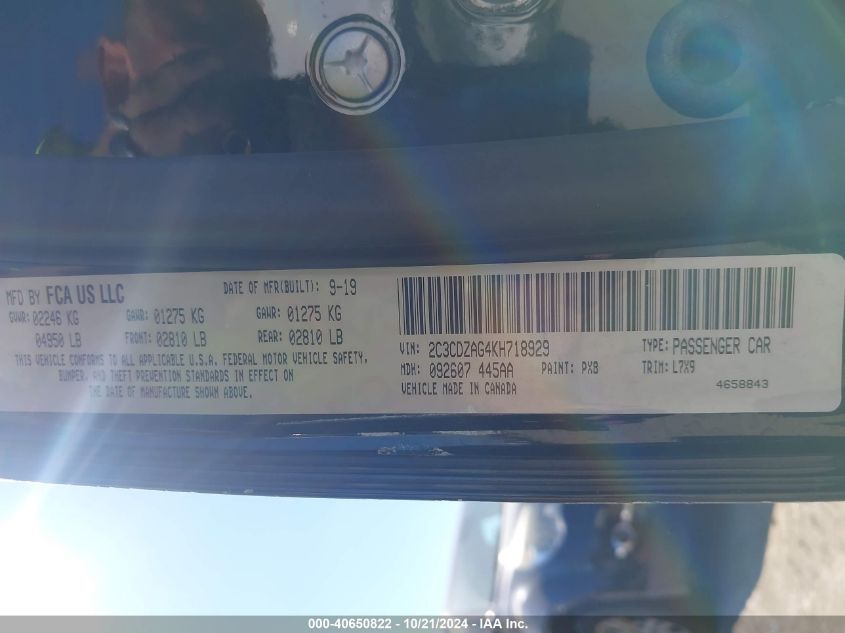 MFD BY FCA US LLC
DATE OF MFR(BUILT): 9-19
GVWR: 02246 KG
GAWR: 01275 KG
GAWR: 01275 KG
04950 LB
FRONT: 02810 LB
REAR: 02810 LB
THIS VEHICLE CONFORMS TO ALL APPLICABLE U.S.A. FEDERAL MOTOR VEHICLE SAFETY,
BUMPER, AND THEFT PREVENTION STANDARDS IN EFFECT ON
THE DATE OF MANUFACTURE SHOWN ABOVE.
VIN: 2C3CDZAG4KH718929
TYPE: PASSENGER CAR
MDH: 092607 445AA
PAINT: PX8
TRIM: L7X9
VEHICLE MADE IN CANADA
4658843
000-40650822 - 10/21/2024 - IAA Inc.